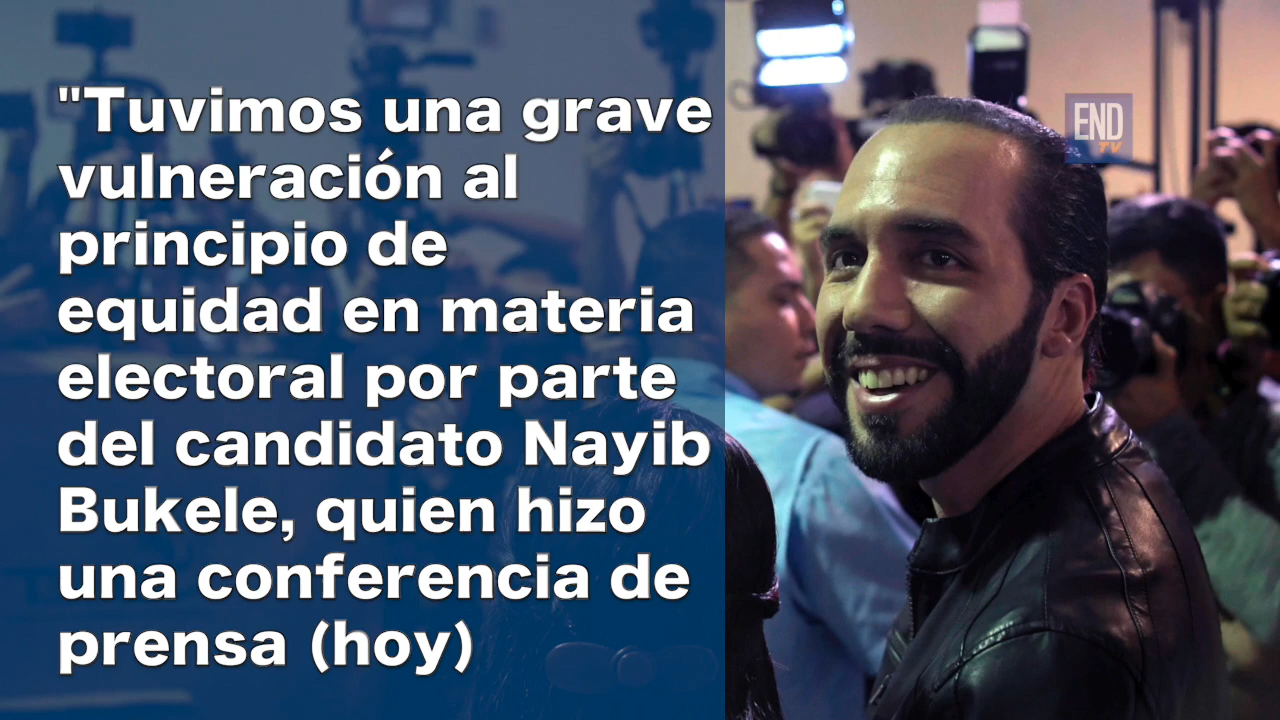 "Tuvimos una grave
vulneración al
principio de
equidad en materia
electoral por parte
del candidato Nayib
Bukele, quien hizo
una conferencia de
prensa (hoy)
END
TV